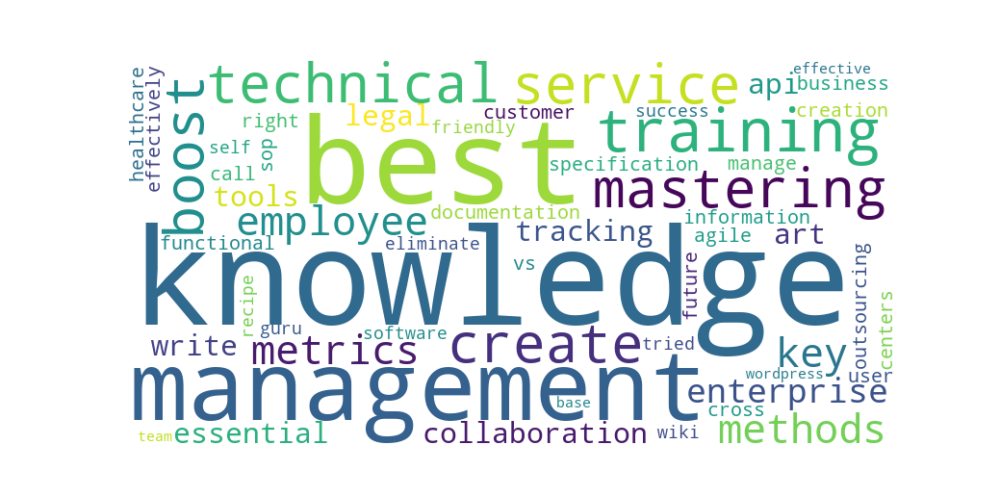 healthcare
effectively
boost
technical
service
api
effective
business
right
legal
customer
success
creation
self
sop
friendly
best
training
call
specification
manage
tools
mastering
employee
documentation
information
functional
eliminate
tracking
agile
art
knowledge
vs
future
outsourcing
recipe
guru
software
centers
write
metrics
create
tried
key
management
wordpress
user
base
enterprise
cross
team
essential
collaboration
wiki
methods